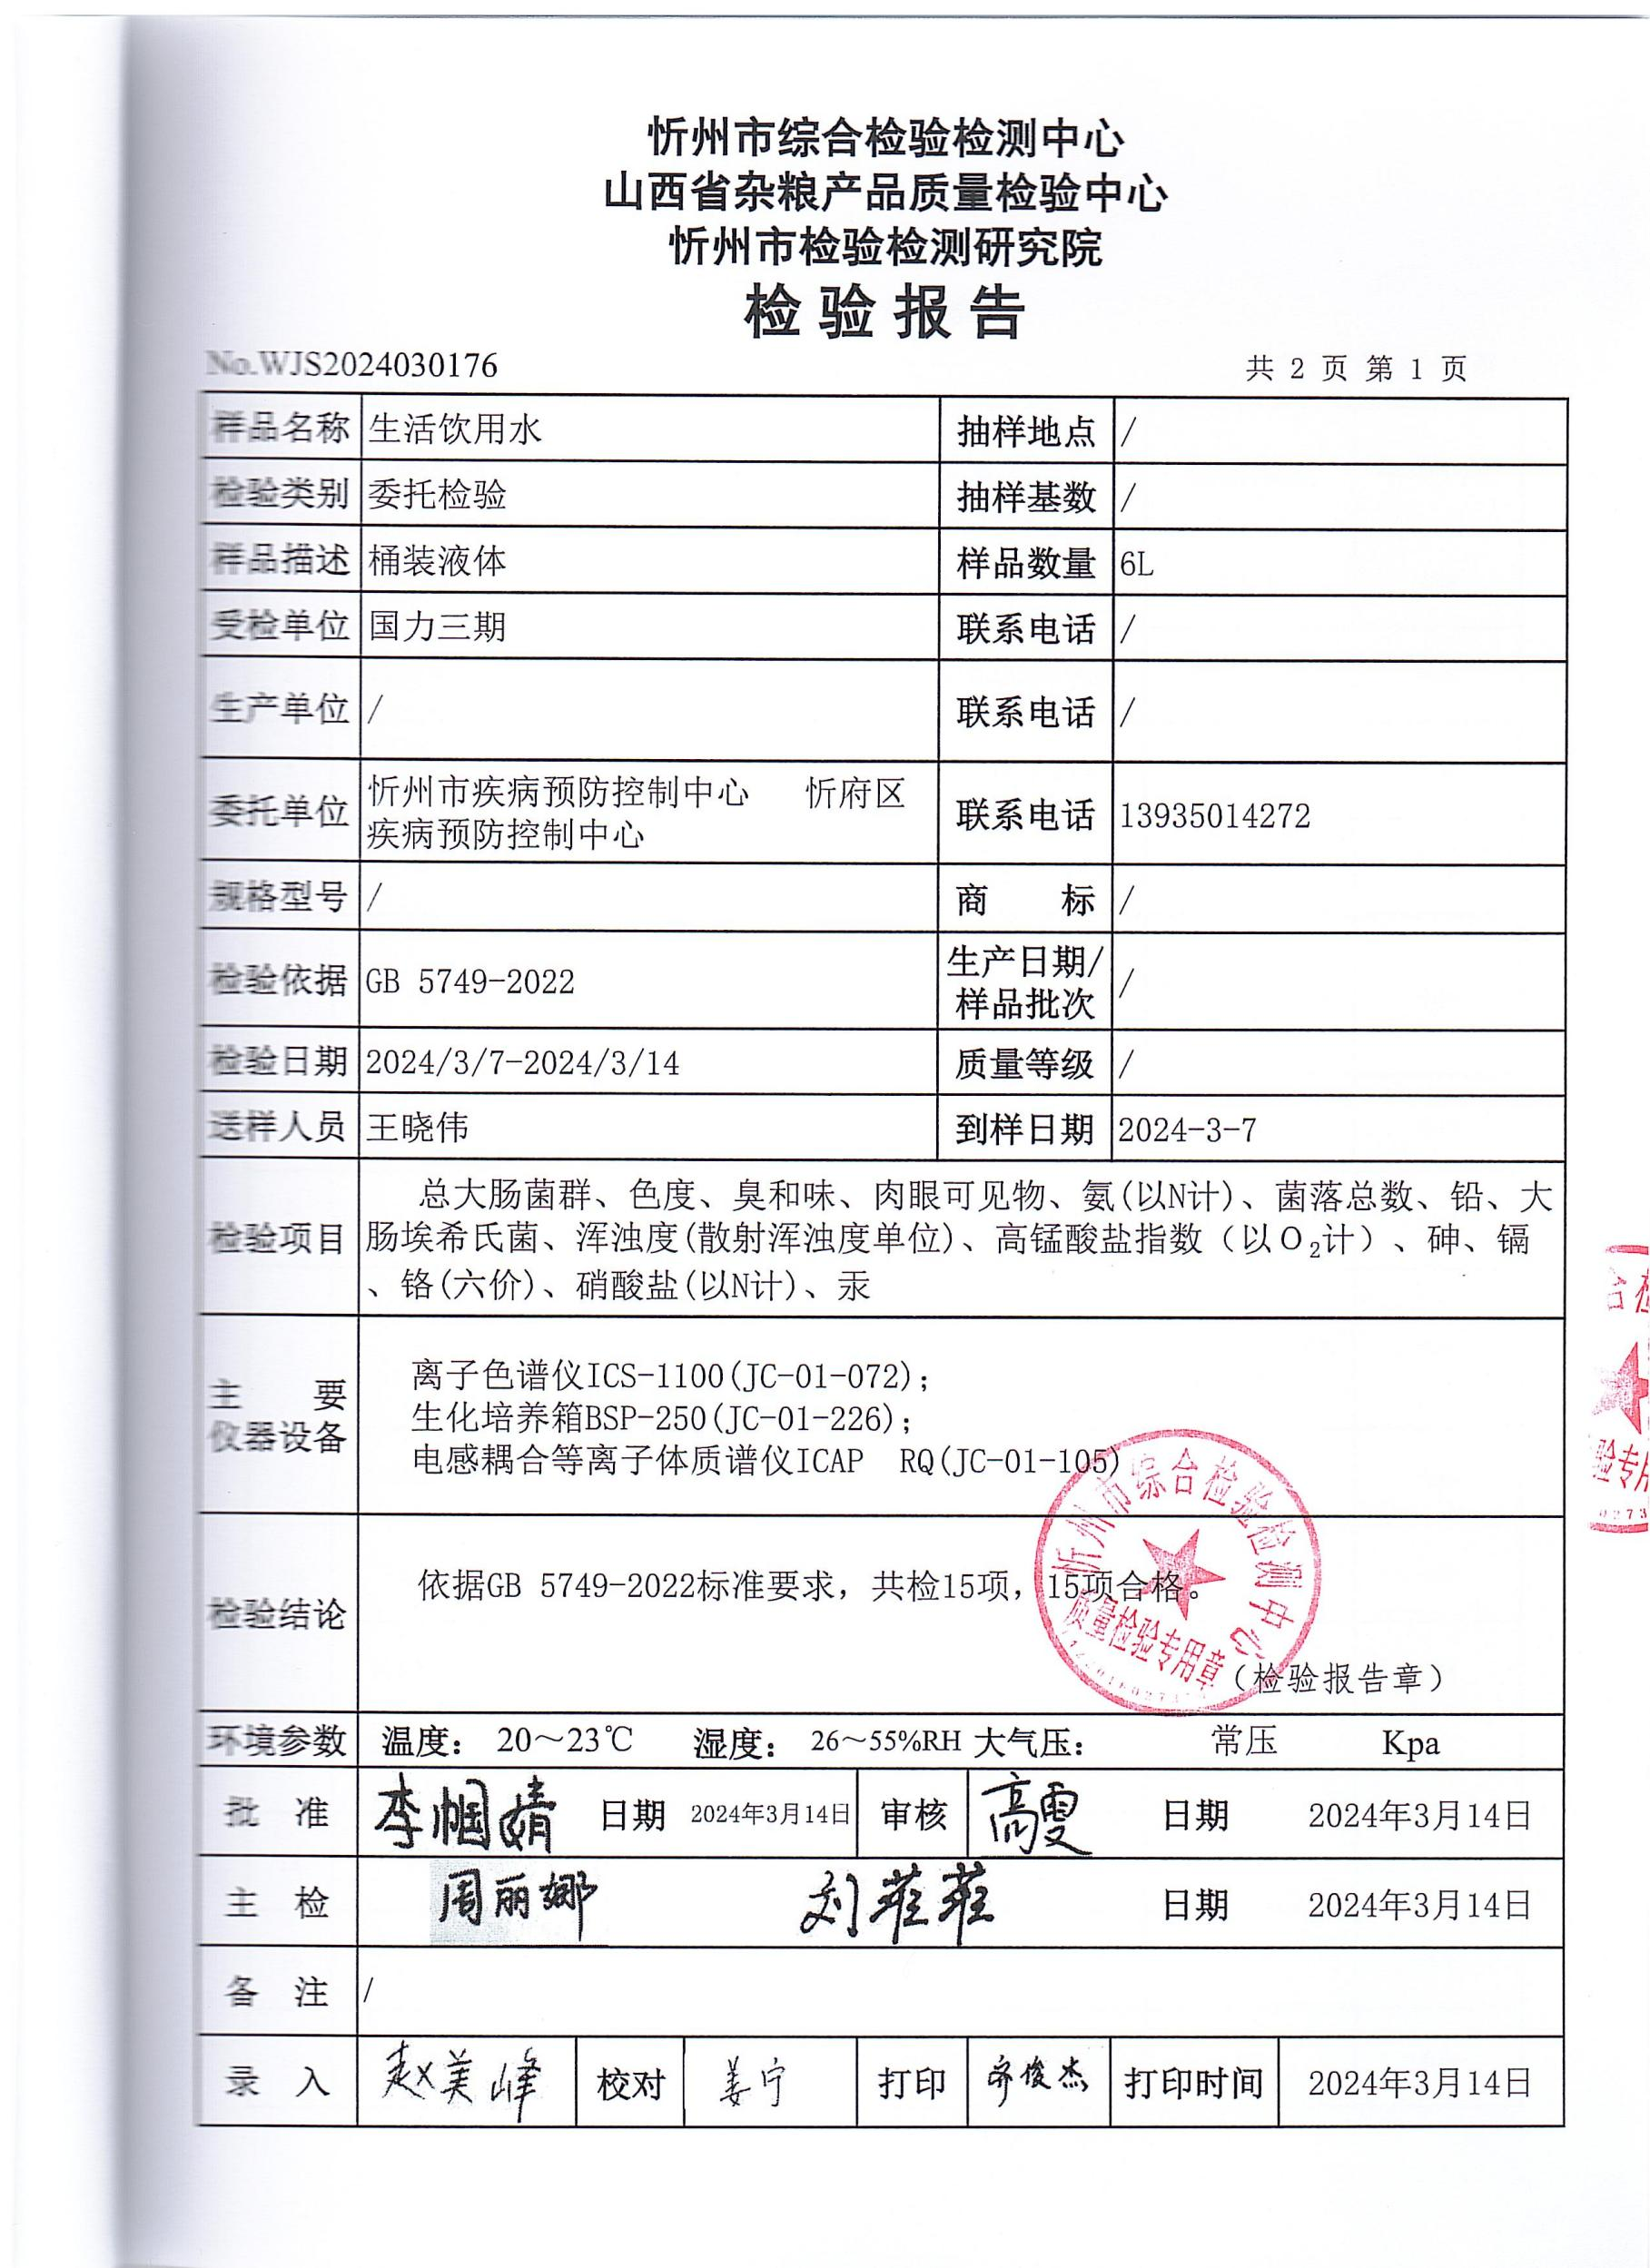 忻州市综合检验检测中心
山西省杂粮产品质量检验中心
忻州市检验检测研究院
检验报告
No.WJS2024030176 共 2 页 第 1 页
样品名称 生活饮用水 抽样地点 /
检验类别 委托检验 抽样基数 /
样品描述 桶装液体 样品数量 6L
受检单位 国力三期 联系电话 /
生产单位 / 联系电话 /
委托单位 忻州市疾病预防控制中心 忻府区
疾病预防控制中心 联系电话 13935014272
规格型号 / 商 标 /
检验依据 GB 5749-2022 生产日期/
样品批次 /
检验日期 2024/3/7-2024/3/14 质量等级 /
送样人员 王晓伟 到样日期 2024-3-7
检验项目 总大肠菌群、色度、臭和味、肉眼可见物、氨(以N计)、菌落总数、铅、大
肠埃希氏菌、浑浊度(散射浑浊度单位)、高锰酸盐指数（以O₂计）、砷、镉
、铬(六价)、硝酸盐(以N计)、汞
主 要
仪器设备
离子色谱仪ICS-1100(JC-01-072);
生化培养箱BSP-250(JC-01-226);
电感耦合等离子体质谱仪ICAP RQ(JC-01-105)
检验结论 依据GB 5749-2022标准要求，共检15项，15项合格。
忻州市综合检验检测中心
质量检验专用章
（检验报告章）
环境参数 温度： 20～23℃ 湿度： 26～55%RH 大气压： 常压 Kpa
批 准 李帼婧 日期 2024年3月14日 审核 高雯 日期 2024年3月14日
主 检 周丽娜 刘菲菲 日期 2024年3月14日
备 注 /
录 入 赵美峰 校对 姜宁 打印 齐俊杰 打印时间 2024年3月14日